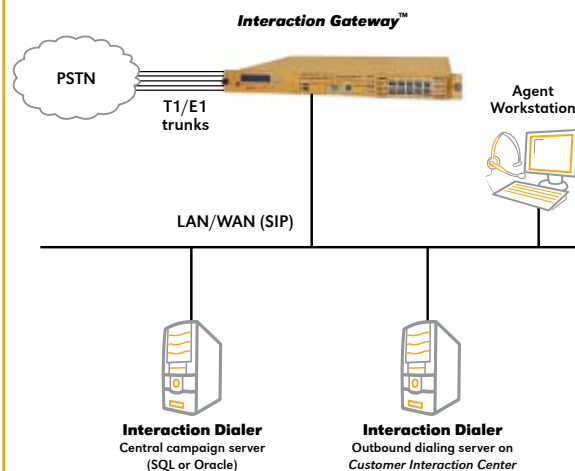 Interaction Gateway™
PSTN
T1/E1
trunks
Agent
Workstation
LAN/WAN (SIP)
Interaction Dialer
Central campaign server
(SQL or Oracle)
Interaction Dialer
Outbound dialing server on
Customer Interaction Center